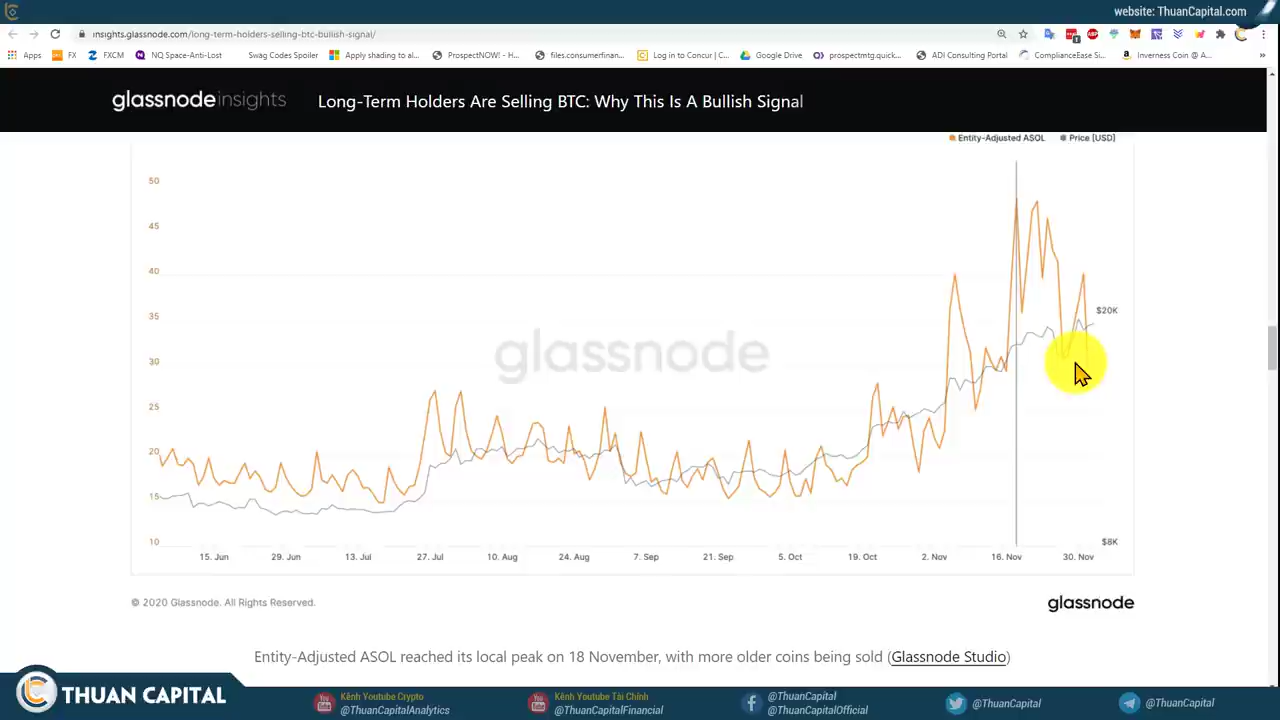 website: ThuanCapital.com
insights.glassnode.com/long-term-holders-selling-btc-bullish-signal/
Apps FX FXCM NQ Space-Anti-Lost Swag Codes Spoiler Apply shading to al... ProspectNOW! - H... files.consumerfinan... Log in to Concur | C... Google Drive prospectmtg.quick... ADI Consulting Portal ComplianceEase Si... Inverness Coin @ A... »
glassnode insights Long-Term Holders Are Selling BTC: Why This Is A Bullish Signal
Entity-Adjusted ASOL Price [USD]
50
45
40
35
$20K
30
25
20
15
10
$8K
glassnode
15. Jun 29. Jun 13. Jul 27. Jul 10. Aug 24. Aug 7. Sep 21. Sep 5. Oct 19. Oct 2. Nov 16. Nov 30. Nov
© 2020 Glassnode. All Rights Reserved.
glassnode
Entity-Adjusted ASOL reached its local peak on 18 November, with more older coins being sold (Glassnode Studio)
THUAN CAPITAL
You Tube
Kênh Youtube Crypto
@ThuanCapitalAnalytics
You Tube
Kênh Youtube Tài Chính
@ThuanCapitalFinancial
@ThuanCapital
@ThuanCapitalOfficial
@ThuanCapital
@ThuanCapital